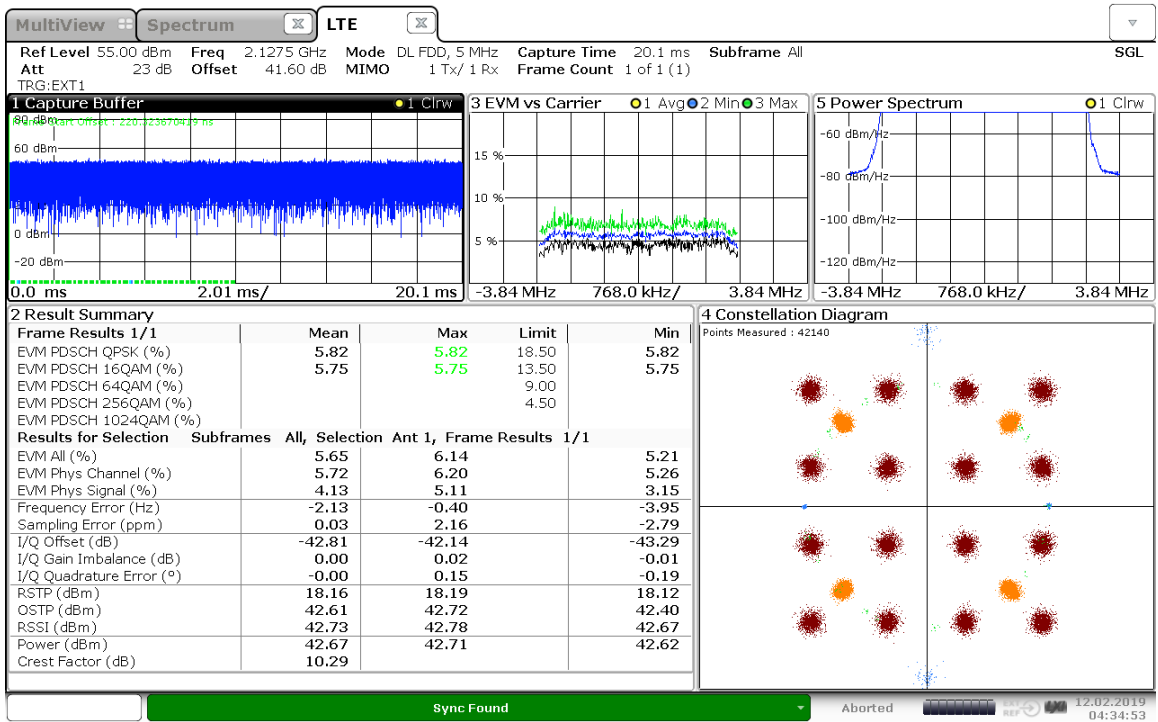 MultiView Spectrum LTE
Ref Level 55.00 dBm Freq 2.1275 GHz Mode DL FDD, 5 MHz Capture Time 20.1 ms Subframe All SGL
Att 23 dB Offset 41.60 dB MIMO 1 Tx/ 1 Rx Frame Count 1 of 1 (1)
TRG:EXT1
1 Capture Buffer 1 Clrw
80 dBm
Frame Start Offset : 220.323670419 ns
60 dBm
0 dBm
-20 dBm
0.0 ms 2.01 ms/ 20.1 ms
3 EVM vs Carrier 1 Avg 2 Min 3 Max
15 %
10 %
5 %
-3.84 MHz 768.0 kHz/ 3.84 MHz
5 Power Spectrum 1 Clrw
-60 dBm/Hz
-80 dBm/Hz
-100 dBm/Hz
-120 dBm/Hz
-3.84 MHz 768.0 kHz/ 3.84 MHz
2 Result Summary
Frame Results 1/1 Mean Max Limit Min
EVM PDSCH QPSK (%) 5.82 5.82 18.50 5.82
EVM PDSCH 16QAM (%) 5.75 5.75 13.50 5.75
EVM PDSCH 64QAM (%) 9.00
EVM PDSCH 256QAM (%) 4.50
EVM PDSCH 1024QAM (%)
Results for Selection Subframes All, Selection Ant 1, Frame Results 1/1
EVM All (%) 5.65 6.14 5.21
EVM Phys Channel (%) 5.72 6.20 5.26
EVM Phys Signal (%) 4.13 5.11 3.15
Frequency Error (Hz) -2.13 -0.40 -3.95
Sampling Error (ppm) 0.03 2.16 -2.79
I/Q Offset (dB) -42.81 -42.14 -43.29
I/Q Gain Imbalance (dB) 0.00 0.02 -0.01
I/Q Quadrature Error (°) -0.00 0.15 -0.19
RSTP (dBm) 18.16 18.19 18.12
OSTP (dBm) 42.61 42.72 42.40
RSSI (dBm) 42.73 42.78 42.67
Power (dBm) 42.67 42.71 42.62
Crest Factor (dB) 10.29
4 Constellation Diagram
Points Measured : 42140
Sync Found
Aborted
12.02.2019
04:34:53